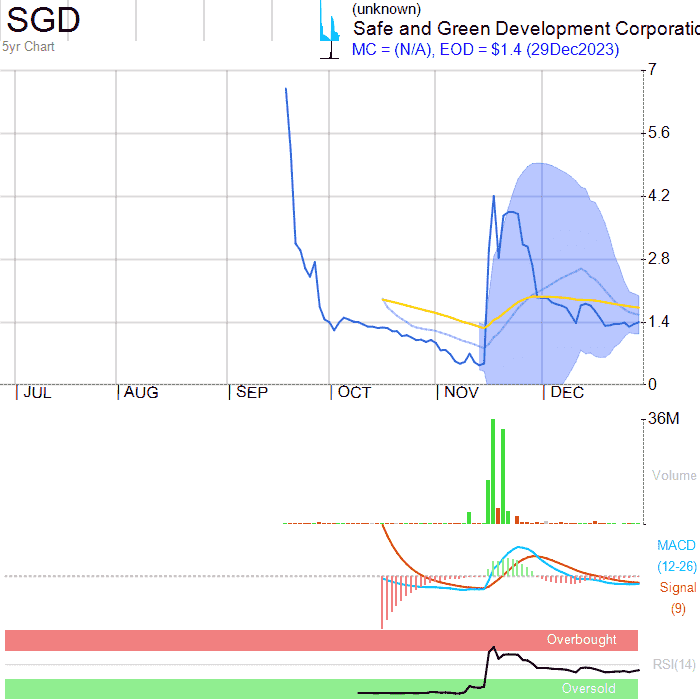 SGD
5yr Chart
(unknown)
Safe and Green Development Corporatic
MC = (N/A), EOD = $1.4 (29Dec2023)
7
5.6
4.2
2.8
1.4
0
JUL AUG SEP OCT NOV DEC
36M
Volume
MACD
(12-26)
Signal
(9)
Overbought
RSI(14)
Oversold